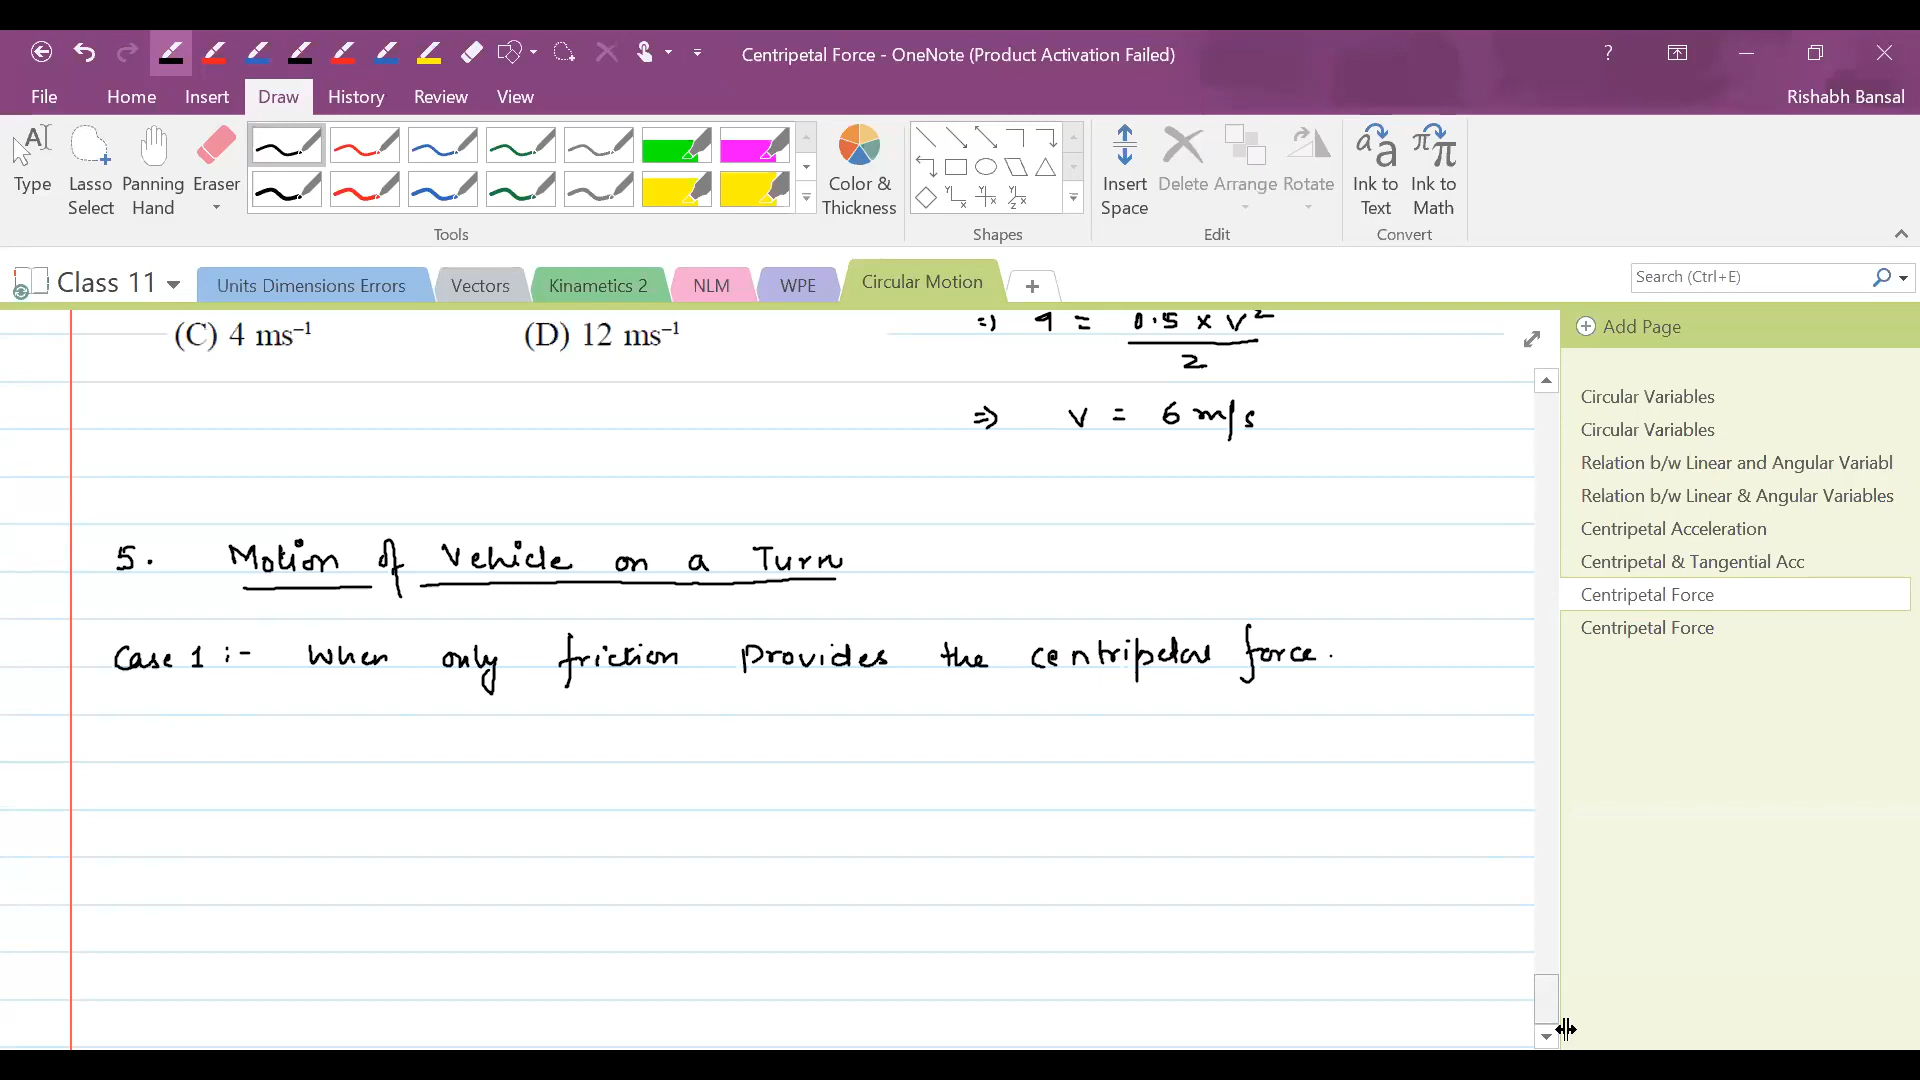 Centripetal Force - OneNote (Product Activation Failed)
?
File Home Insert Draw History Review View Rishabh Bansal
Type
Lasso Select
Panning Hand
Eraser
Color & Thickness
Insert Space
Delete
Arrange
Rotate
Ink to Text
Ink to Math
Tools Shapes Edit Convert
Class 11 Units Dimensions Errors Vectors Kinametics 2 NLM WPE Circular Motion
Search (Ctrl+E)
(C) 4 ms⁻¹ (D) 12 ms⁻¹
⇒ 9 = 0.5 × v² / 2
⇒ v = 6 m/s
5. Motion of Vehicle on a Turn
Case 1 :- When only friction provides the centripetal force.
Add Page
Circular Variables
Circular Variables
Relation b/w Linear and Angular Variabl
Relation b/w Linear & Angular Variables
Centripetal Acceleration
Centripetal & Tangential Acc
Centripetal Force
Centripetal Force